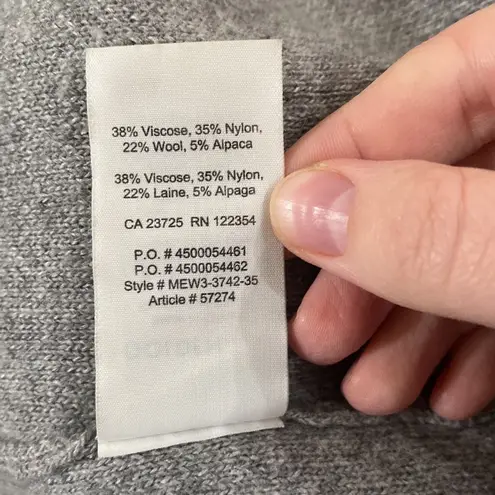 38% Viscose, 35% Nylon,
22% Wool, 5% Alpaca
38% Viscose, 35% Nylon,
22% Laine, 5% Alpaga
CA 23725 RN 122354
P.O. # 4500054461
P.O. # 4500054462
Style # MEW3-3742-35
Article # 57274